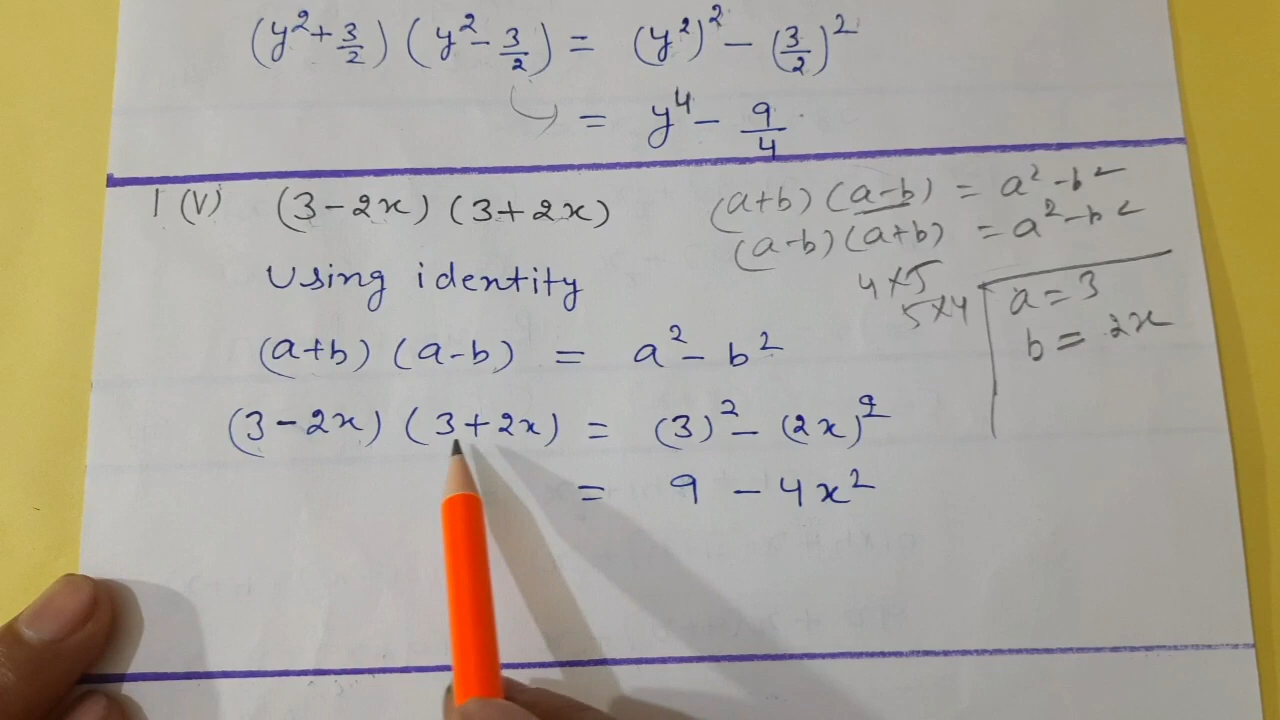 (y²+3/2) (y²-3/2) = (y²)² - (3/2)²
= y⁴ - 9/4
1 (V) (3-2x) (3+2x)
(a+b) (a-b) = a²-b²
(a-b) (a+b) = a²-b²
Using identity
4×5
5×4
a = 3
b = 2x
(a+b) (a-b) = a² - b²
(3-2x) (3+2x) = (3)² - (2x)²
= 9 - 4x²